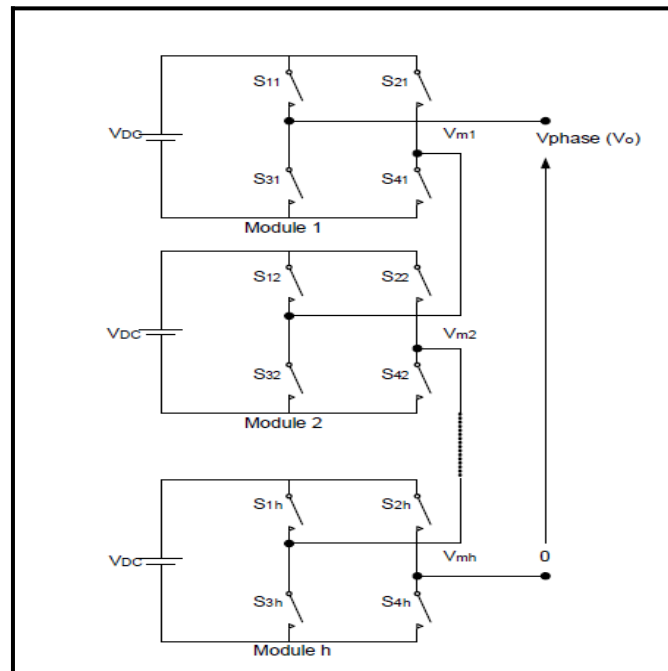 S11
S21
VDC
Vm1
Vphase (Vo)
S31
S41
Module 1
S12
S22
VDC
Vm2
S32
S42
Module 2
S1h
S2h
VDC
Vmh
0
S3h
S4h
Module h